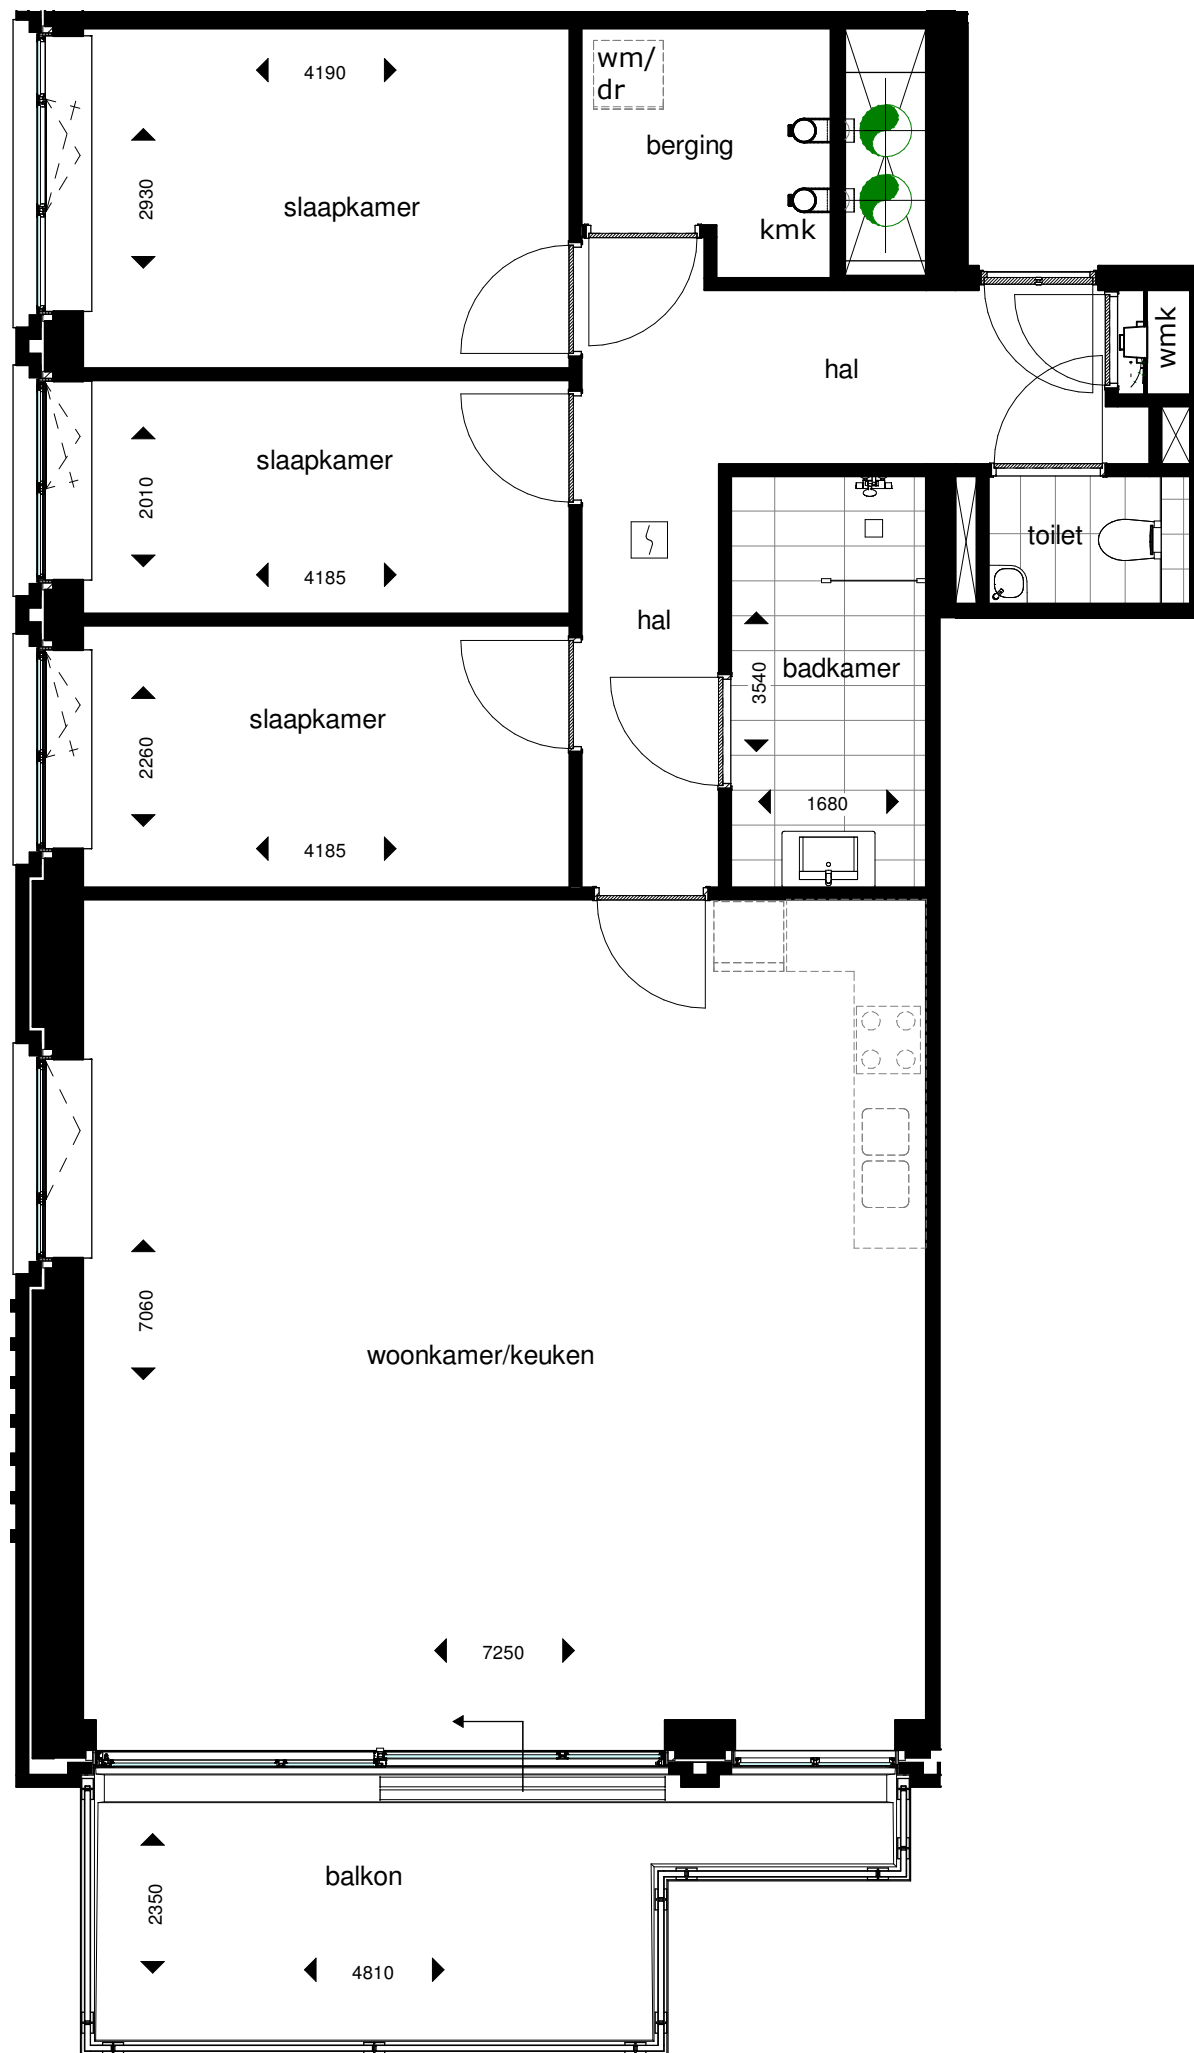 4190
wm/
dr
berging
2930
slaapkamer
kmk
wmk
hal
slaapkamer
2010
toilet
4185
hal
badkamer
3540
slaapkamer
2260
1680
4185
7060
woonkamer/keuken
7250
balkon
2350
4810